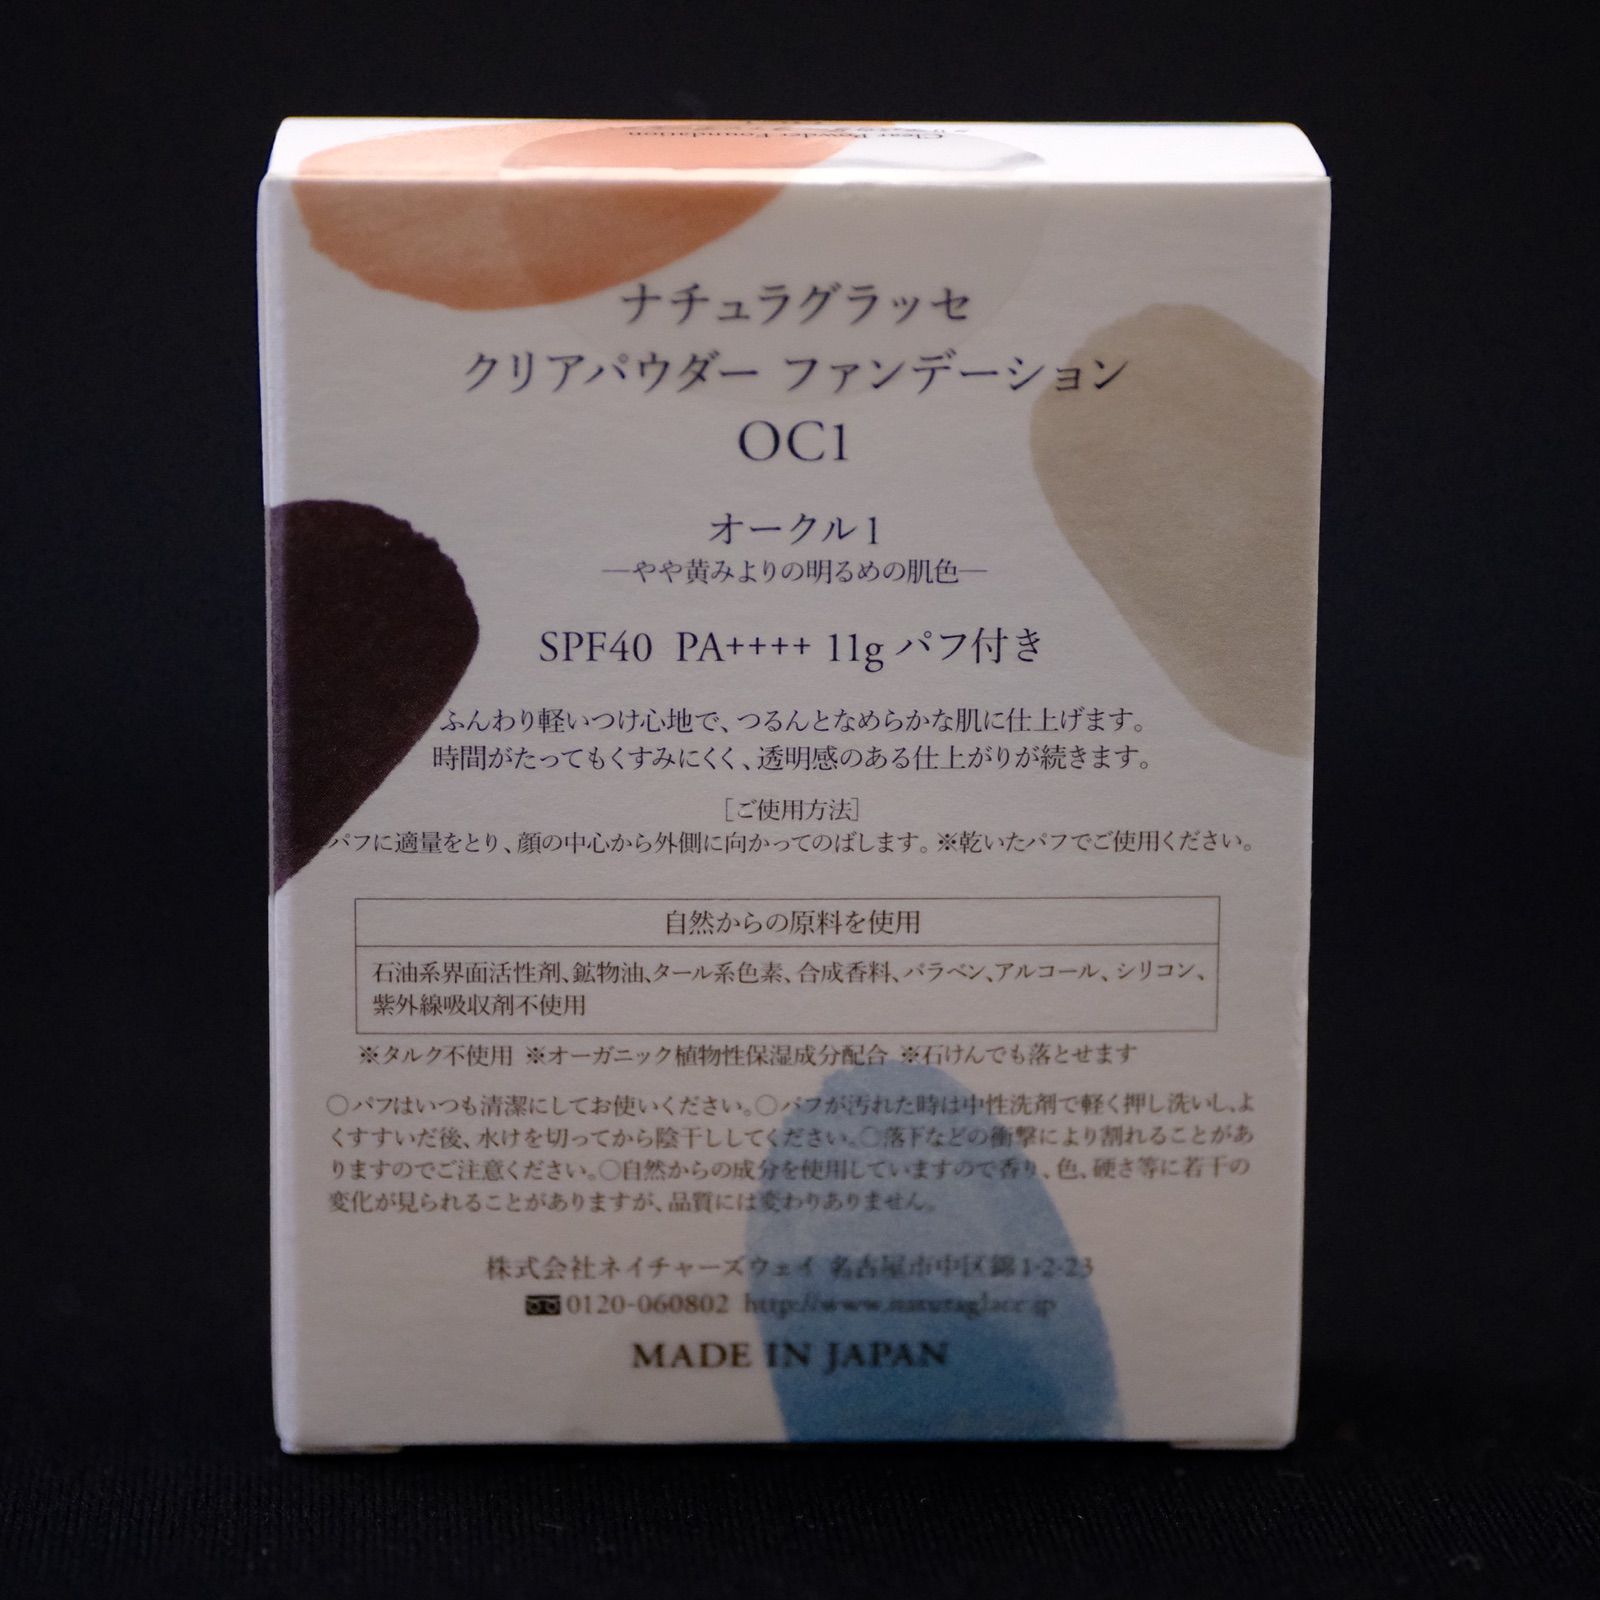 Clear Powder Foundation
ナチュラグラッセ
クリアパウダー ファンデーション
OC1
オークル1
―やや黄みよりの明るめの肌色―
SPF40 PA++++ 11g パフ付き
ふんわり軽いつけ心地で、つるんとなめらかな肌に仕上げます。
時間がたってもくすみにくく、透明感のある仕上がりが続きます。
[ご使用方法]
パフに適量をとり、顔の中心から外側に向かってのばします。※乾いたパフでご使用ください。
自然からの原料を使用
石油系界面活性剤、鉱物油、タール系色素、合成香料、パラベン、アルコール、シリコン、
紫外線吸収剤不使用
※タルク不使用 ※オーガニック植物性保湿成分配合 ※石けんでも落とせます
○パフはいつも清潔にしてお使いください。○パフが汚れた時は中性洗剤で軽く押し洗いし、よ
くすすいだ後、水けを切ってから陰干ししてください。○落下などの衝撃により割れることがあ
りますのでご注意ください。○自然からの成分を使用していますので香り、色、硬さ等に若干の
変化が見られることがありますが、品質には変わりありません。
株式会社ネイチャーズウェイ 名古屋市中区錦1-2-23
0120-060802 http://www.naturaglace.jp
MADE IN JAPAN